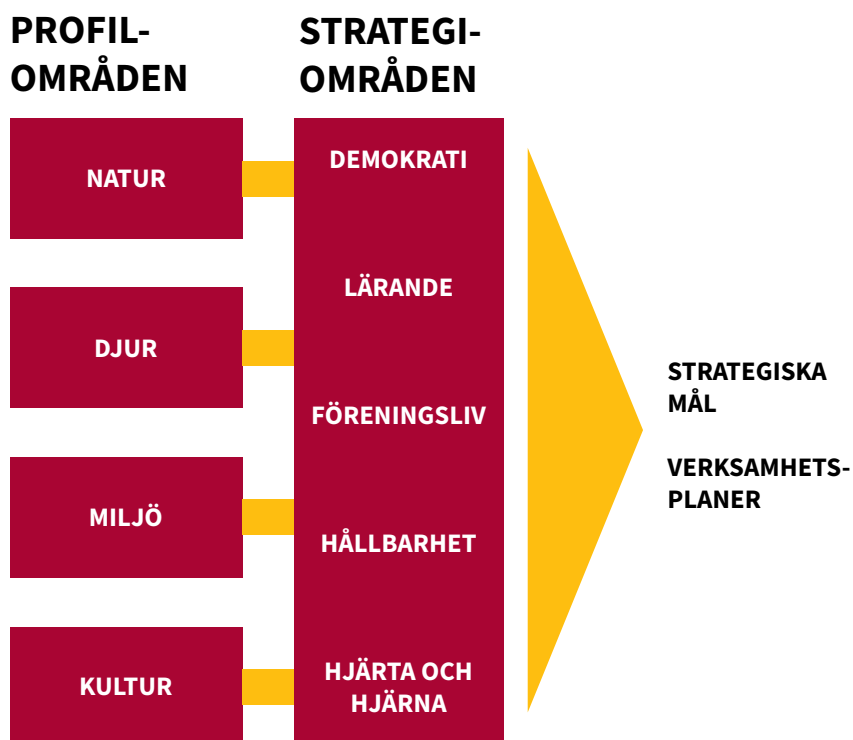 PROFIL-
OMRÅDEN
NATUR
DJUR
MILJÖ
KULTUR
STRATEGI-
OMRÅDEN
DEMOKRATI
LÄRANDE
FÖRENINGSLIV
HÅLLBARHET
HJÄRTA OCH
HJÄRNA
STRATEGISKA
MÅL
VERKSAMHETS-
PLANER